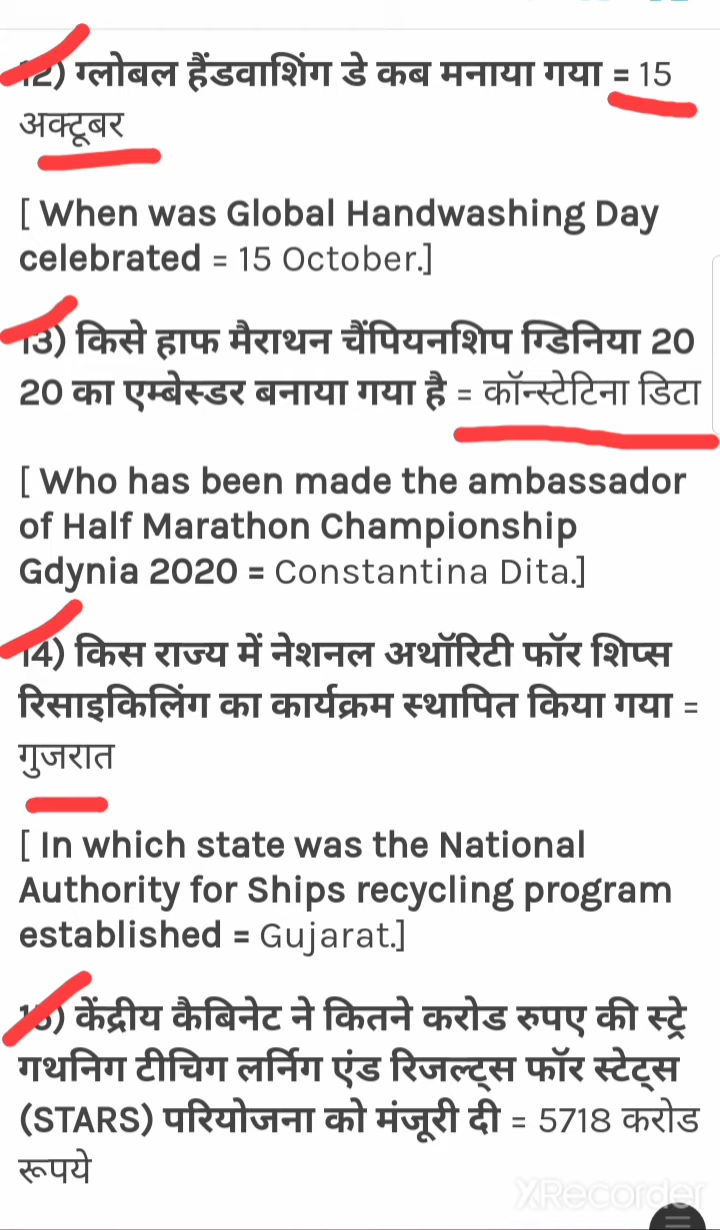 12) ग्लोबल हैंडवाशिंग डे कब मनाया गया = 15
अक्टूबर
[ When was Global Handwashing Day
celebrated = 15 October.]
13) किसे हाफ मैराथन चैंपियनशिप ग्डिनिया 20
20 का एम्बेस्डर बनाया गया है = कॉन्स्टेटिना डिटा
[ Who has been made the ambassador
of Half Marathon Championship
Gdynia 2020 = Constantina Dita.]
14) किस राज्य में नेशनल अथॉरिटी फॉर शिप्स
रिसाइकिलिंग का कार्यक्रम स्थापित किया गया =
गुजरात
[ In which state was the National
Authority for Ships recycling program
established = Gujarat.]
15) केंद्रीय कैबिनेट ने कितने करोड रुपए की स्ट्रे
गथनिग टीचिग लर्निग एंड रिजल्ट्स फॉर स्टेट्स
(STARS) परियोजना को मंजूरी दी = 5718 करोड
रूपये
XRecorder